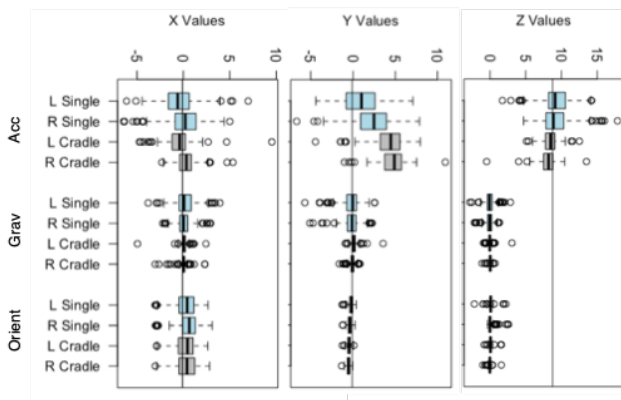 X Values Y Values Z Values
-5 0 5 10 -5 0 5 10 0 5 10 15
Acc
L Single
R Single
L Cradle
R Cradle
Grav
L Single
R Single
L Cradle
R Cradle
Orient
L Single
R Single
L Cradle
R Cradle